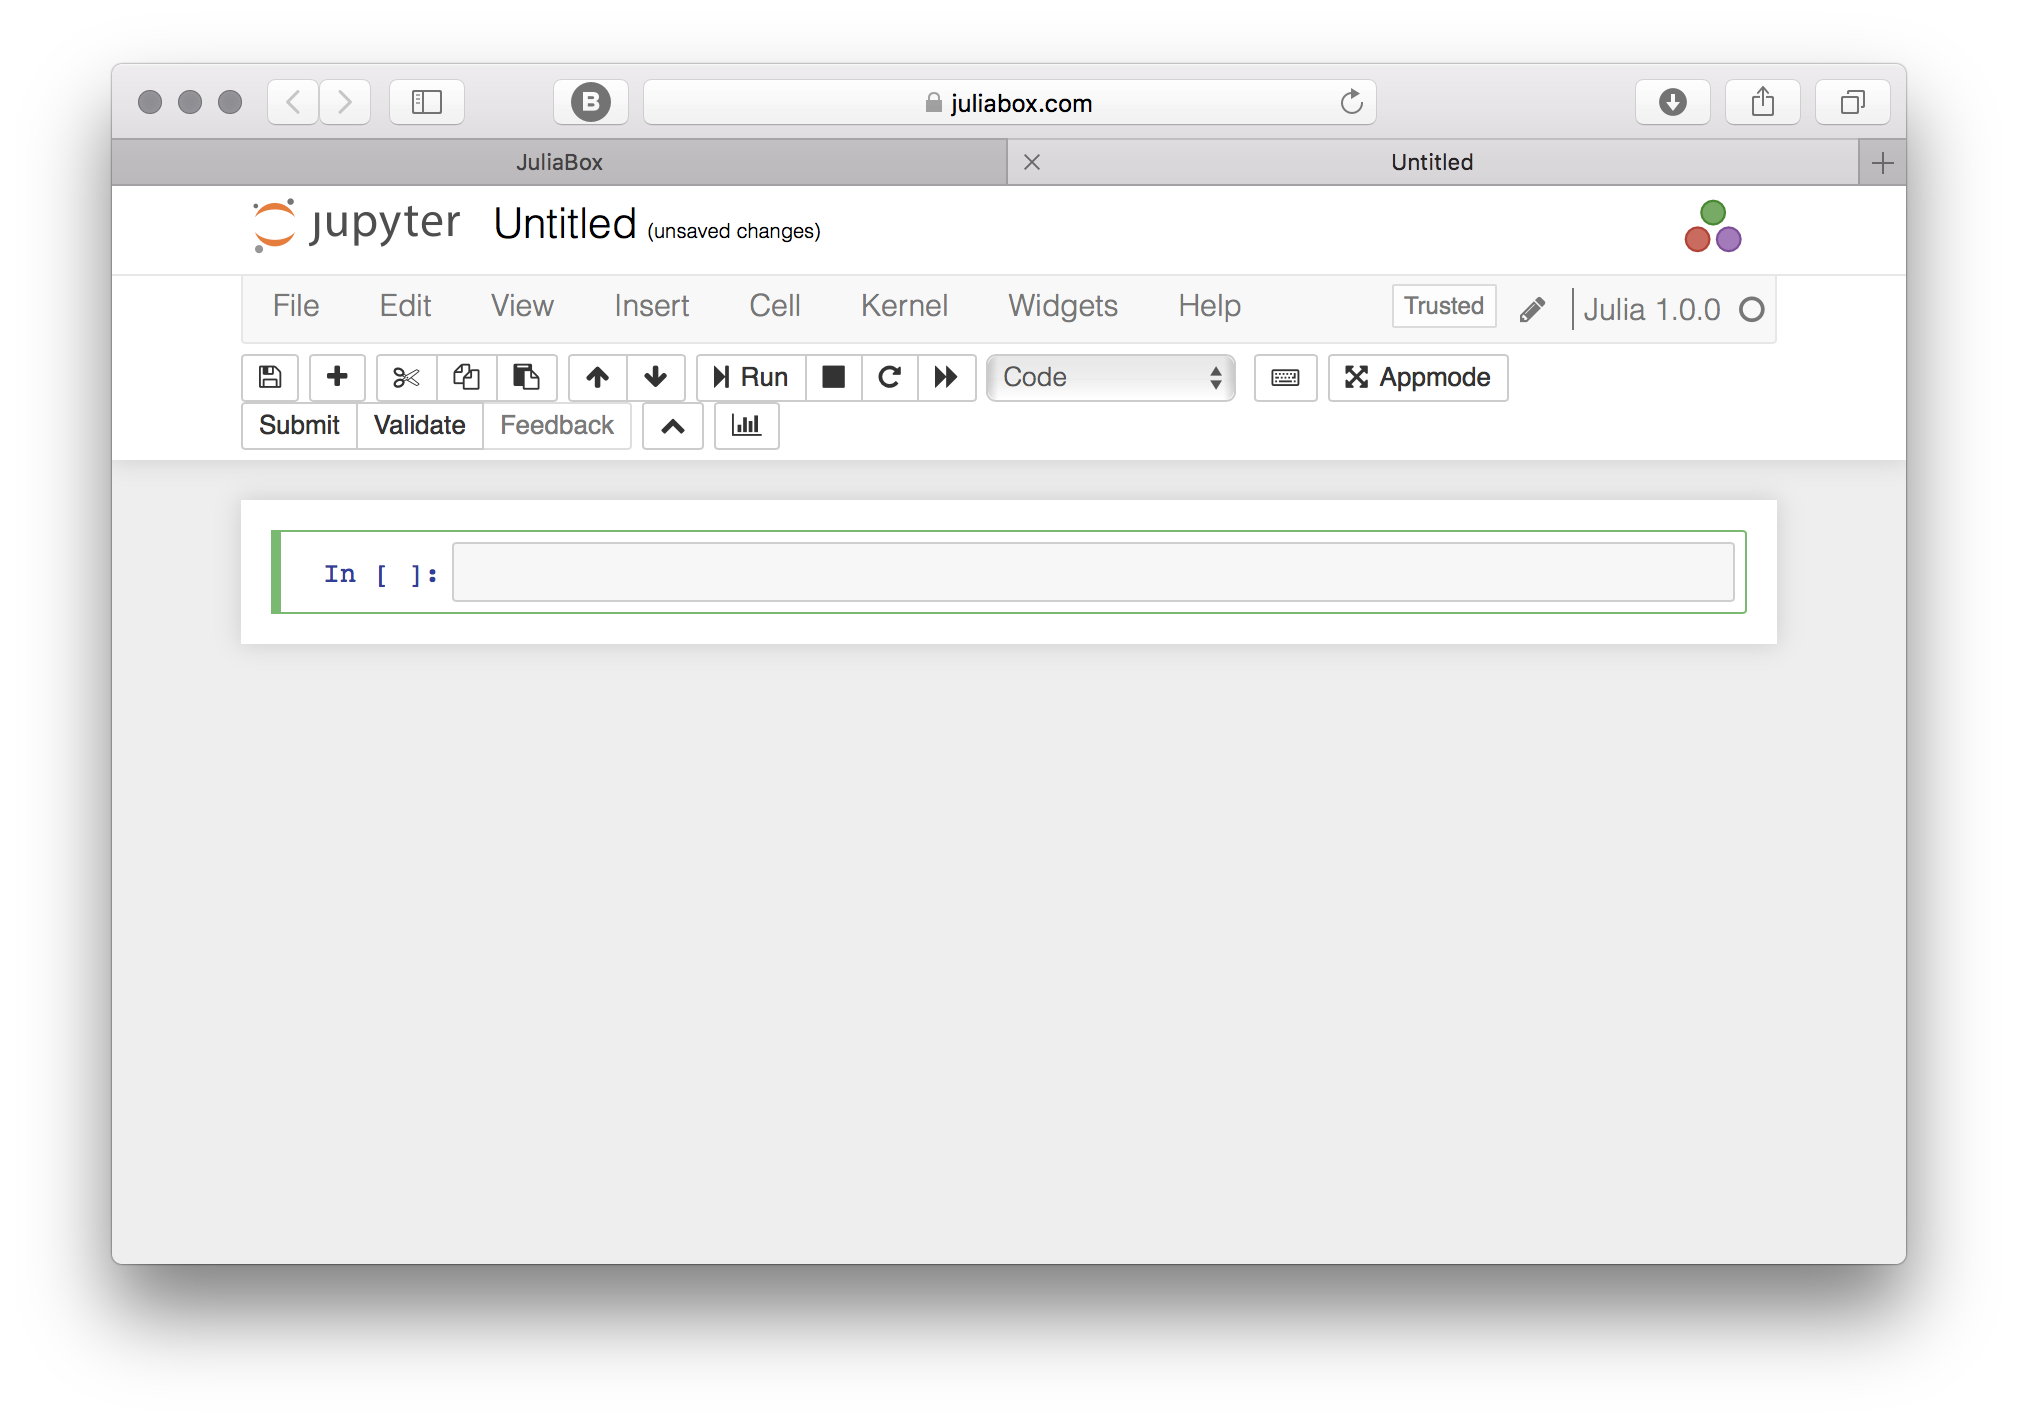 B juliabox.com
JuliaBox Untitled
jupyter Untitled (unsaved changes)
File Edit View Insert Cell Kernel Widgets Help Trusted Julia 1.0.0
Run Code Appmode
Submit Validate Feedback
In [ ]: